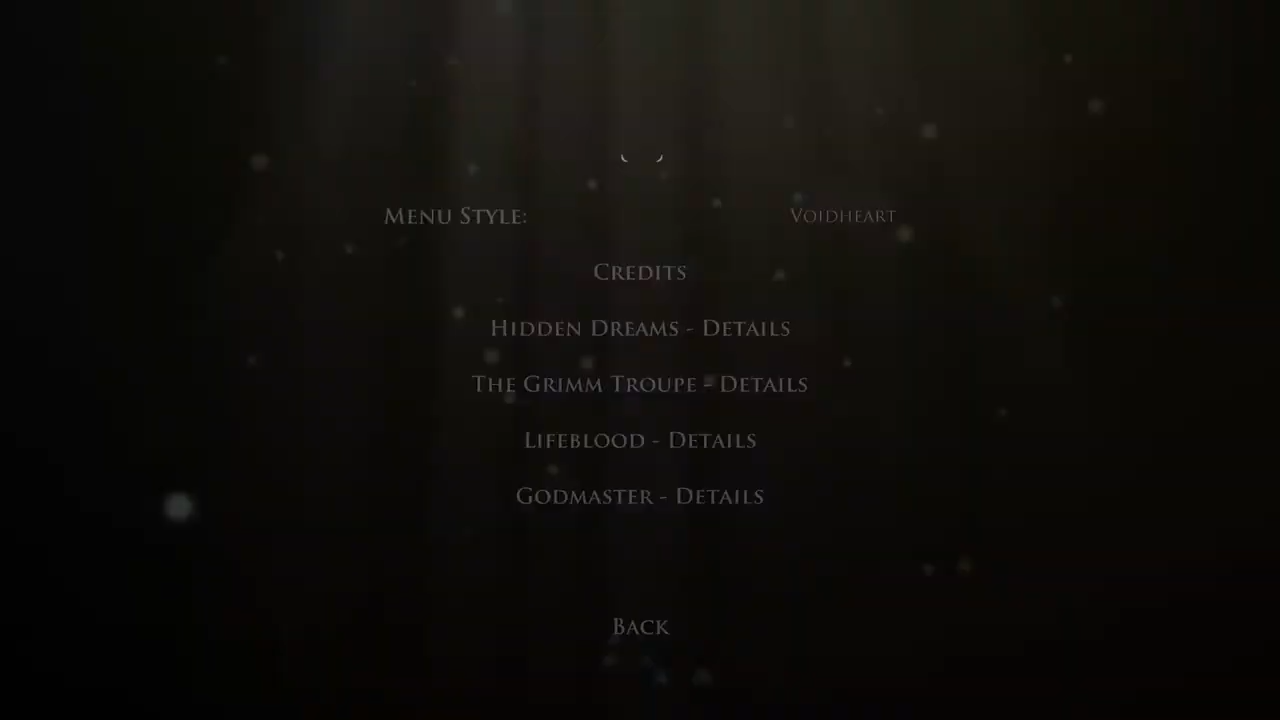 Menu Style: Voidheart
Credits
Hidden Dreams - Details
The Grimm Troupe - Details
Lifeblood - Details
Godmaster - Details
Back